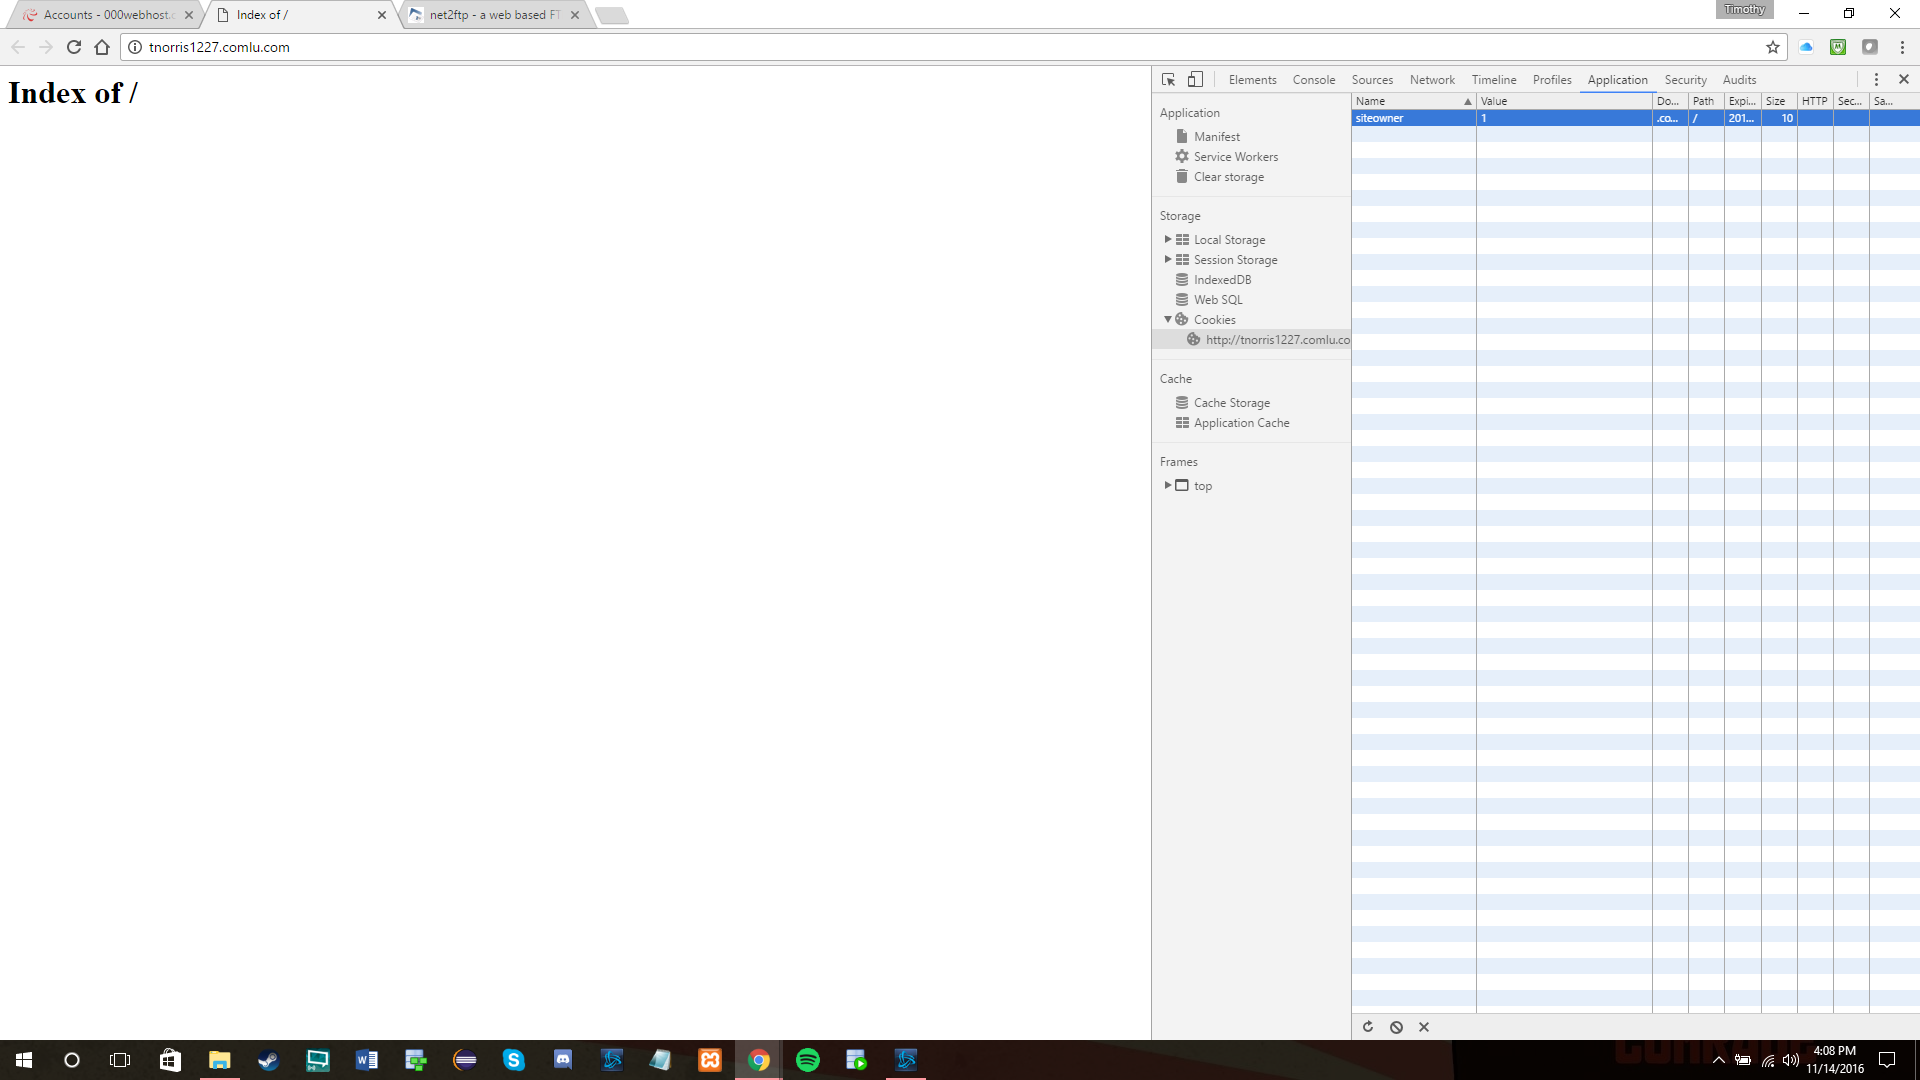 Accounts - 000webhost.c
Index of /
net2ftp - a web based FT
Timothy
tnorris1227.comlu.com
Index of /
Elements Console Sources Network Timeline Profiles Application Security Audits
Application
Manifest
Service Workers
Clear storage
Storage
Local Storage
Session Storage
IndexedDB
Web SQL
Cookies
http://tnorris1227.comlu.co
Cache
Cache Storage
Application Cache
Frames
top
Name Value Do... Path Expi... Size HTTP Sec... Sa...
siteowner 1 .co... / 201... 10
4:08 PM
11/14/2016